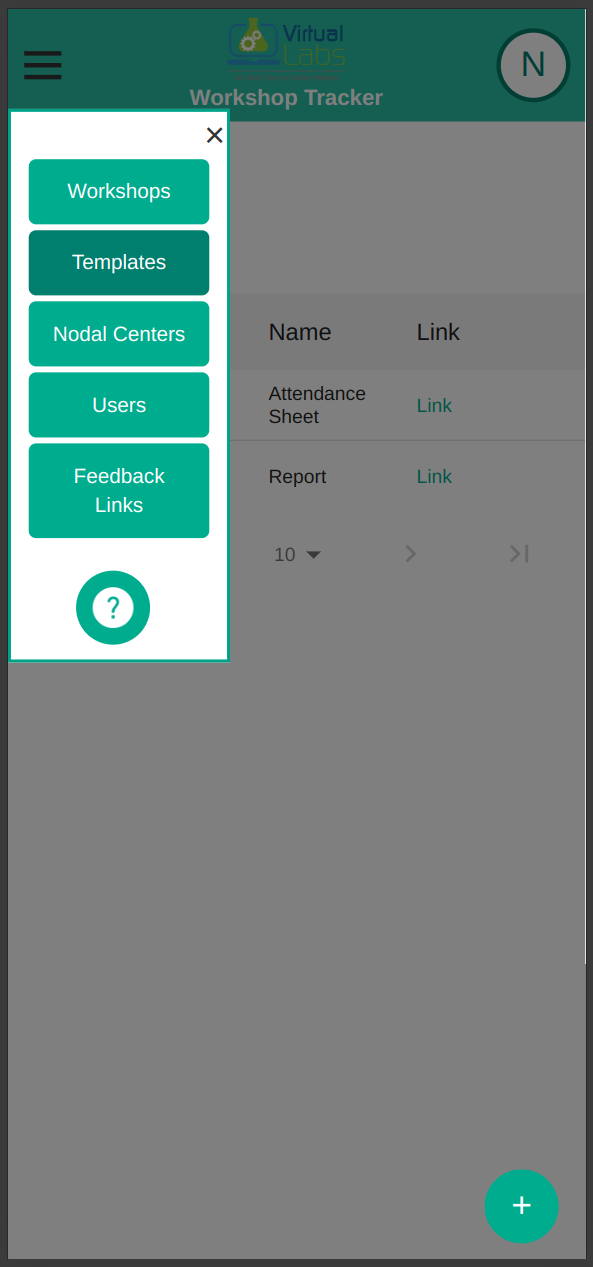 Virtual
Labs
Workshop Tracker
N
×
Workshops
Templates
Nodal Centers
Users
Feedback
Links
?
Name
Link
Attendance
Sheet
Link
Report
Link
10
+